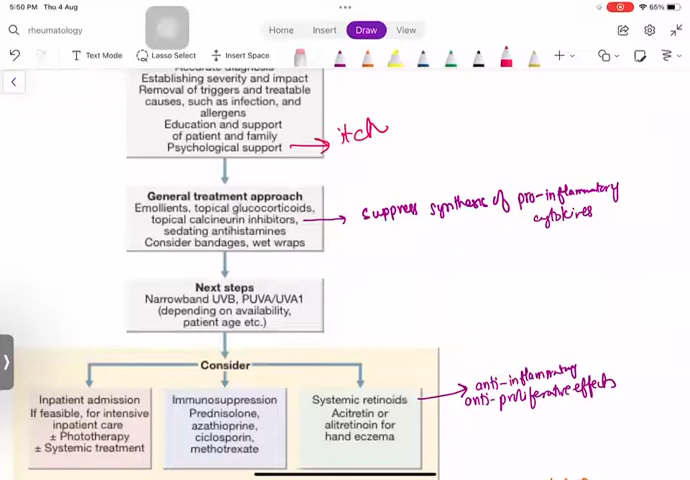 5:50 PM Thu 4 Aug
65%
rheumatology
Home
Insert
Draw
View
Text Mode
Lasso Select
Insert Space
Accurate diagnosis
Establishing severity and impact
Removal of triggers and treatable
causes, such as infection, and
allergens
Education and support
of patient and family
Psychological support
itch
General treatment approach
Emollients, topical glucocorticoids,
topical calcineurin inhibitors,
sedating antihistamines
Consider bandages, wet wraps
suppress synthesis of pro-inflammatory
cytokines
Next steps
Narrowband UVB, PUVA/UVA1
(depending on availability,
patient age etc.)
Consider
Inpatient admission
If feasible, for intensive
inpatient care
± Phototherapy
± Systemic treatment
Immunosuppression
Prednisolone,
azathioprine,
ciclosporin,
methotrexate
Systemic retinoids
Acitretin or
alitretinoin for
hand eczema
anti-inflammatory
anti-proliferative effects